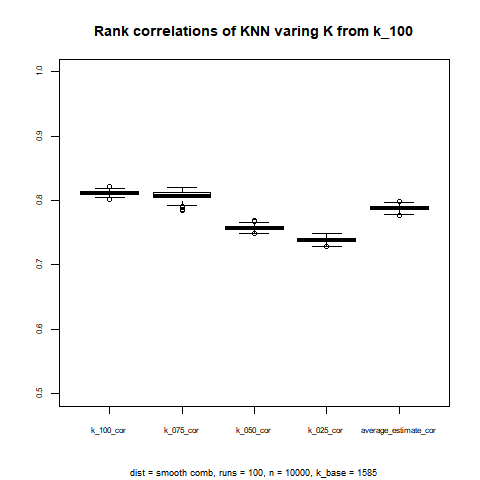 Rank correlations of KNN varing K from k_100
1.0
0.9
0.8
0.7
0.6
0.5
k_100_cor k_075_cor k_050_cor k_025_cor average_estimate_cor
dist = smooth comb, runs = 100, n = 10000, k_base = 1585